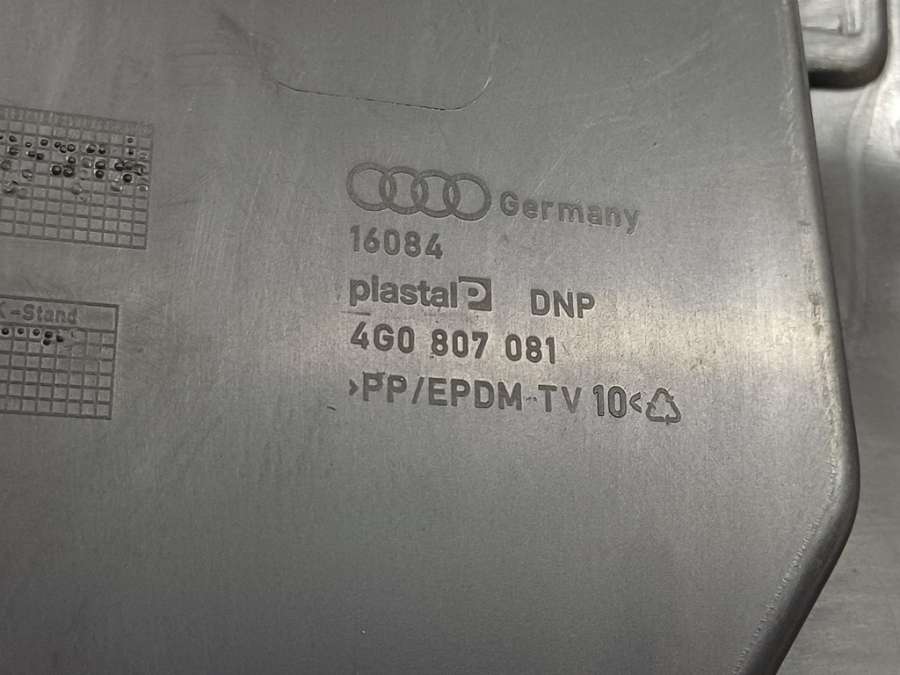 Germany
16084
plastal DNP
4G0 807 081
>PP/EPDM-TV 10<
-Stand